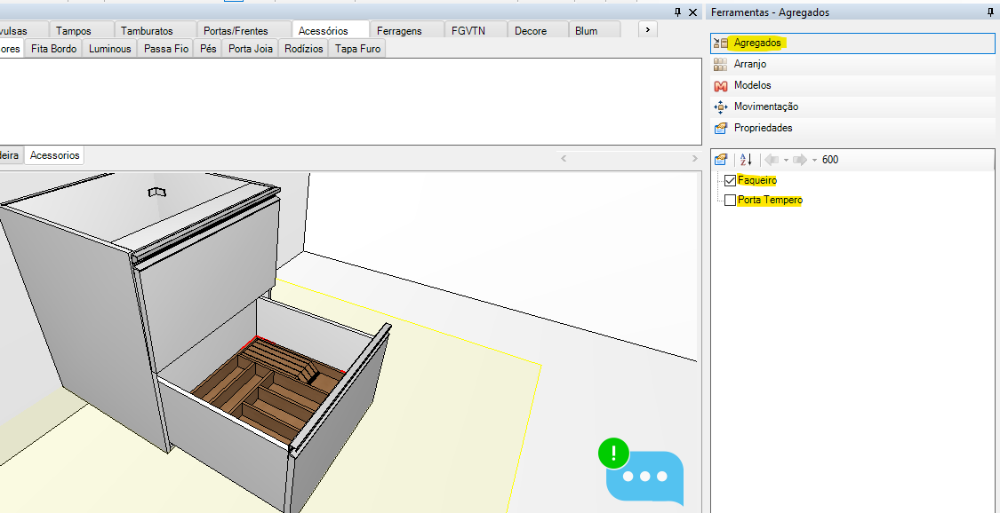 Ferramentas - Agregados
vulsas Tampos Tamburatos Portas/Frentes Acessórios Ferragens FGVTN Decore Blum
ores Fita Bordo Luminous Passa Fio Pés Porta Joia Rodízios Tapa Furo
Acessorios
Agregados
Arranjo
Modelos
Movimentação
Propriedades
600
Faqueiro
Porta Tempero